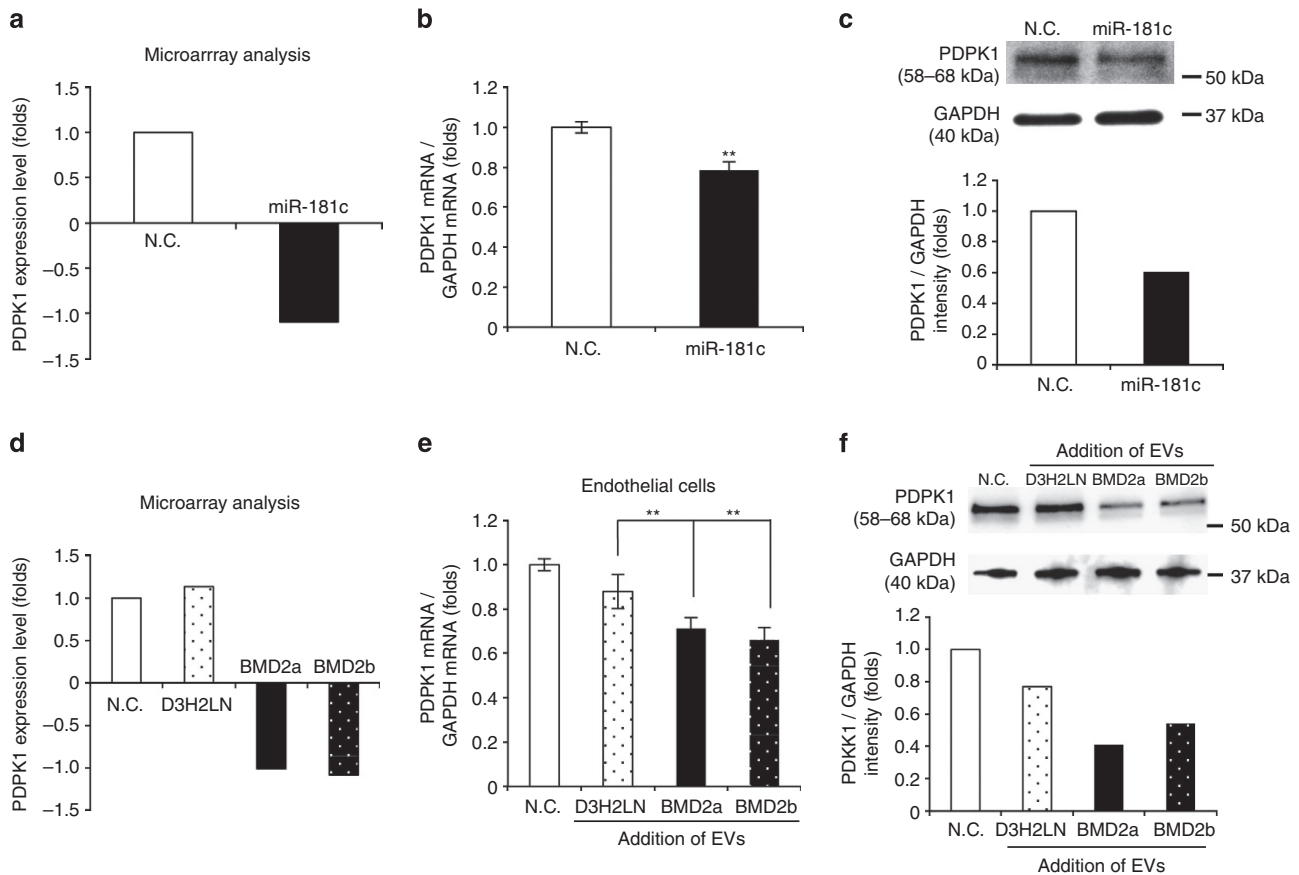 a
Microarrray analysis
PDPK1 expression level (folds)
1.5
1.0
0.5
0
−0.5
−1.0
−1.5
N.C.
miR-181c
b
PDPK1 mRNA /
GAPDH mRNA (folds)
1.2
1.0
0.8
0.6
0.4
0.2
0
**
N.C. miR-181c
c
N.C. miR-181c
PDPK1
(58–68 kDa)
50 kDa
GAPDH
(40 kDa)
37 kDa
PDPK1 / GAPDH
intensity (folds)
1.2
1.0
0.8
0.6
0.4
0.2
0
N.C. miR-181c
d
Microarray analysis
PDPK1 expression level (folds)
1.5
1.0
0.5
0
−0.5
−1.0
−1.5
BMD2a BMD2b
N.C. D3H2LN
e
Endothelial cells
PDPK1 mRNA /
GAPDH mRNA (folds)
1.2
1.0
0.8
0.6
0.4
0.2
0
** **
N.C. D3H2LN BMD2a BMD2b
Addition of EVs
f
Addition of EVs
N.C. D3H2LN BMD2a BMD2b
PDPK1
(58–68 kDa)
50 kDa
GAPDH
(40 kDa)
37 kDa
PDKK1 / GAPDH
intensity (folds)
1.2
1.0
0.8
0.6
0.4
0.2
0
N.C. D3H2LN BMD2a BMD2b
Addition of EVs